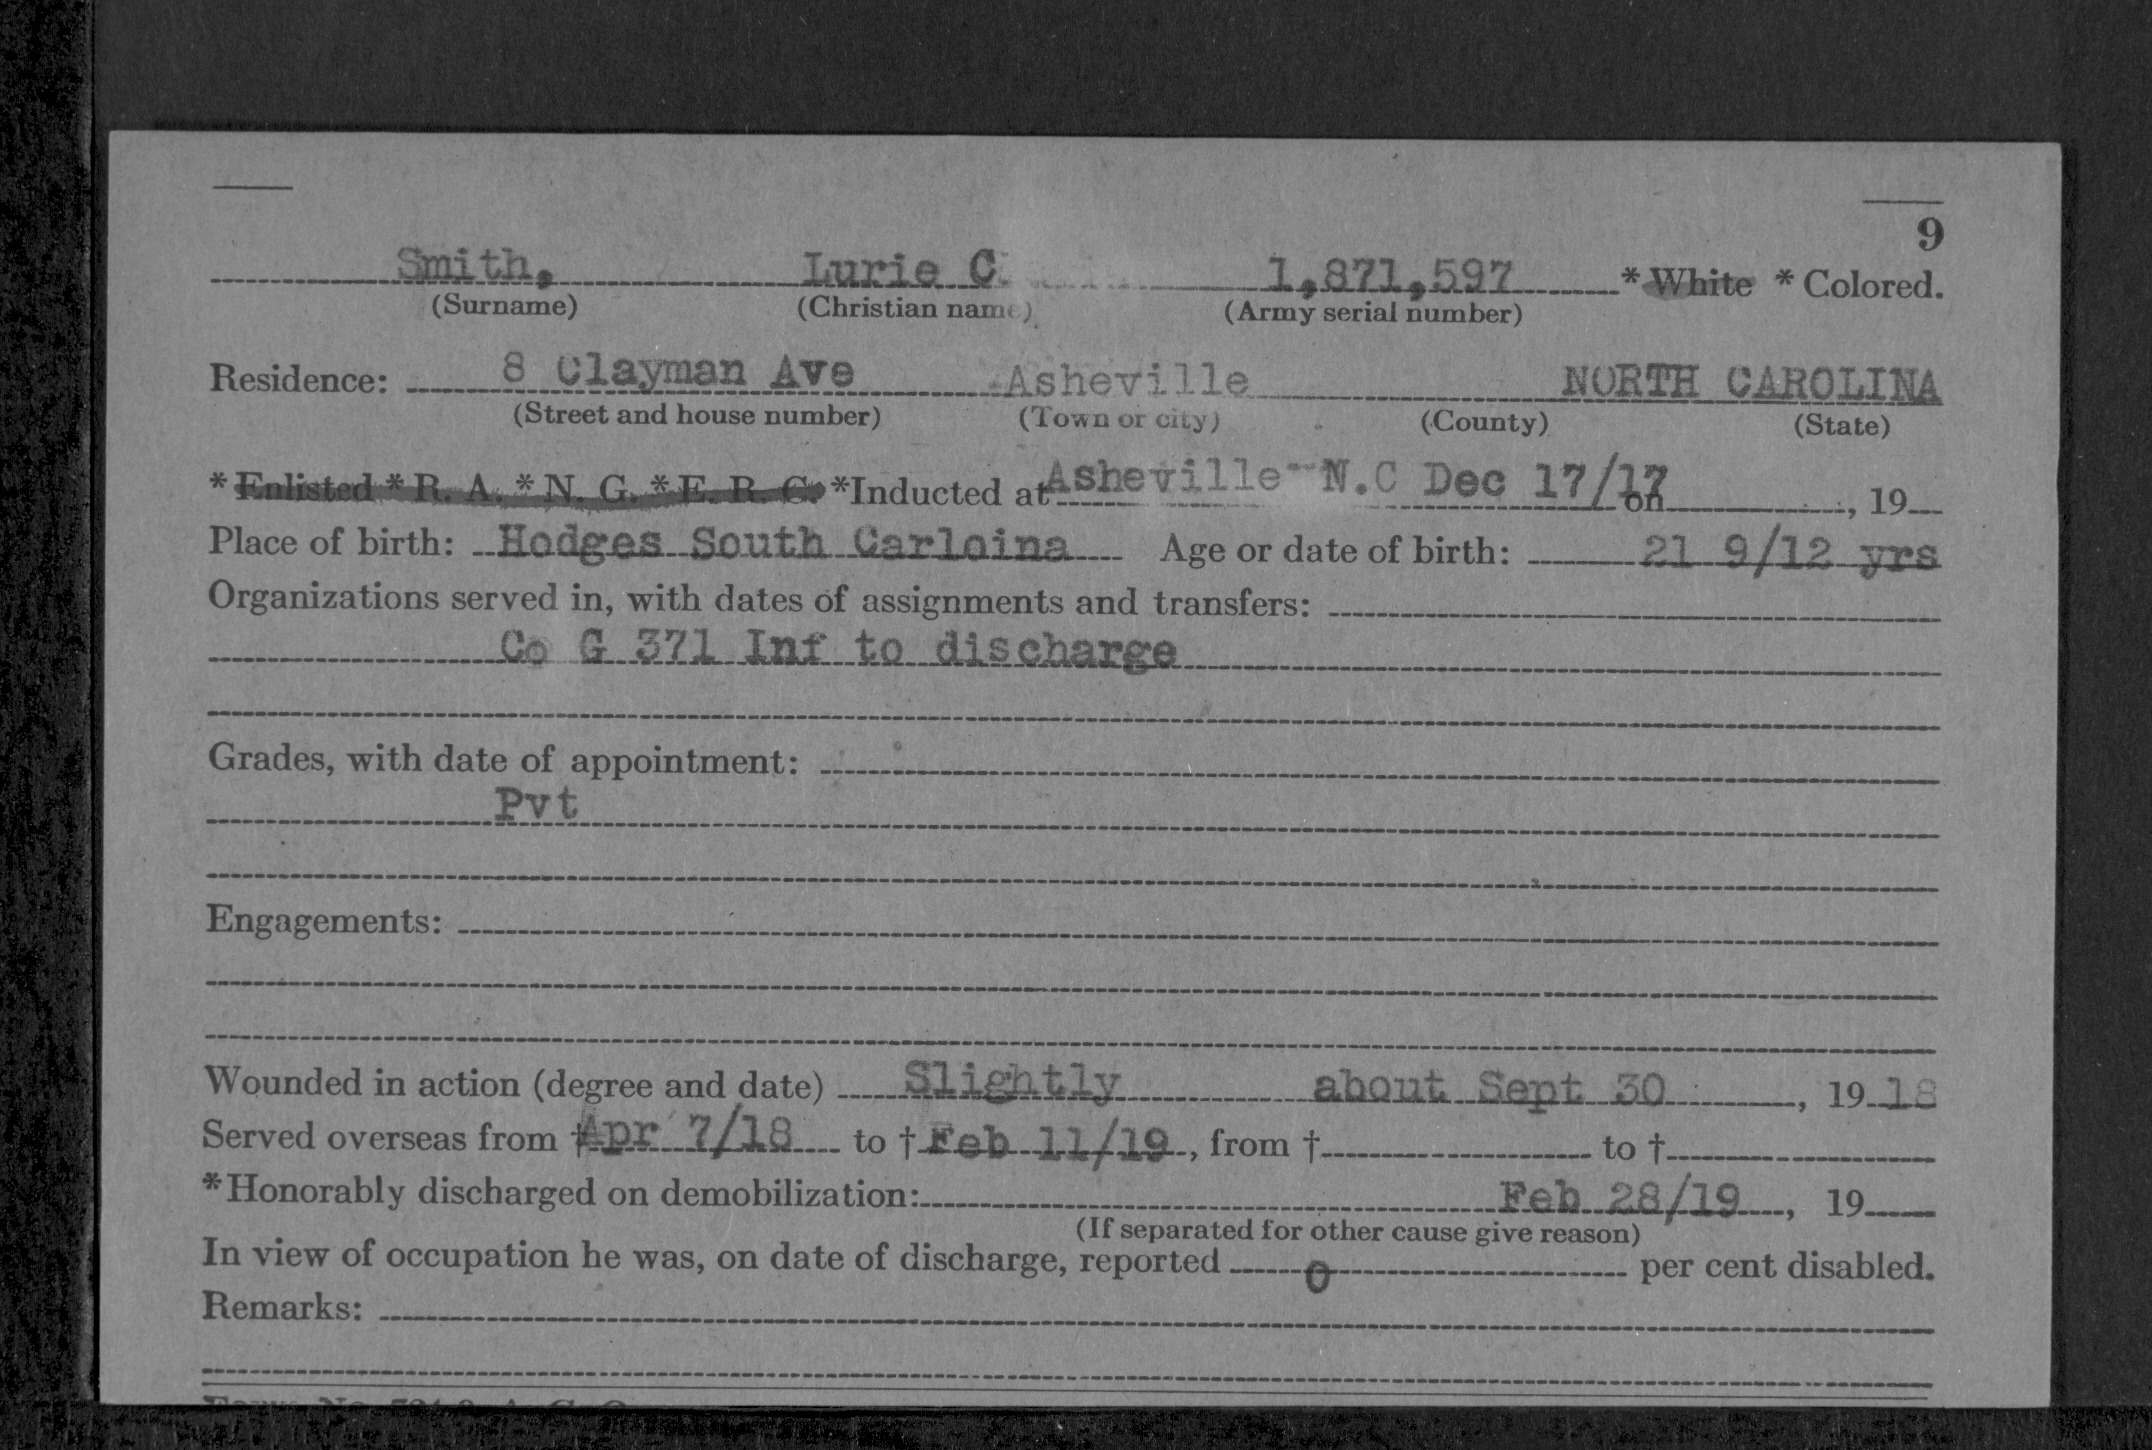 9
Smith, Lurie C. 1,871,597 * White * Colored.
(Surname) (Christian name) (Army serial number)
Residence: 8 Clayman Ave Asheville NORTH CAROLINA
(Street and house number) (Town or city) (County) (State)
* Enlisted * R. A. * N. G. * E. R. C. *Inducted at Asheville N.C Dec 17/17 on , 19
Place of birth: Hodges South Carloina Age or date of birth: 21 9/12 yrs
Organizations served in, with dates of assignments and transfers:
Co G 371 Inf to discharge
Grades, with date of appointment:
Pvt
Engagements:
Wounded in action (degree and date) Slightly about Sept 30 , 19 18
Served overseas from † Apr 7/18 to † Feb 11/19 , from † to †
*Honorably discharged on demobilization: Feb 28/19 , 19
(If separated for other cause give reason)
In view of occupation he was, on date of discharge, reported 0 per cent disabled.
Remarks: